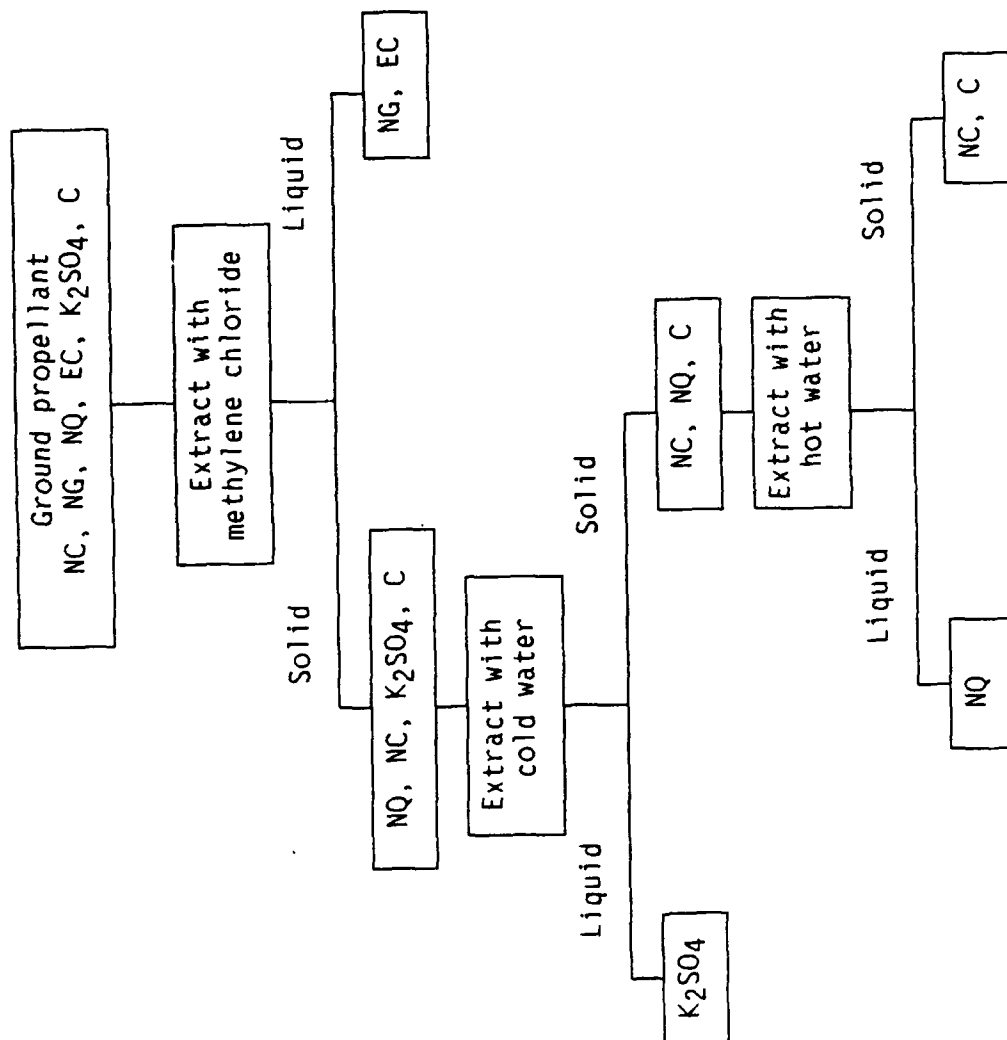 Ground propellant
NC, NG, NQ, EC, K₂SO₄, C
Extract with
methylene chloride
Solid
Liquid
NQ, NC, K₂SO₄, C
NG, EC
Extract with
cold water
Liquid
Solid
K₂SO₄
NC, NQ, C
Extract with
hot water
Liquid
Solid
NQ
NC, C